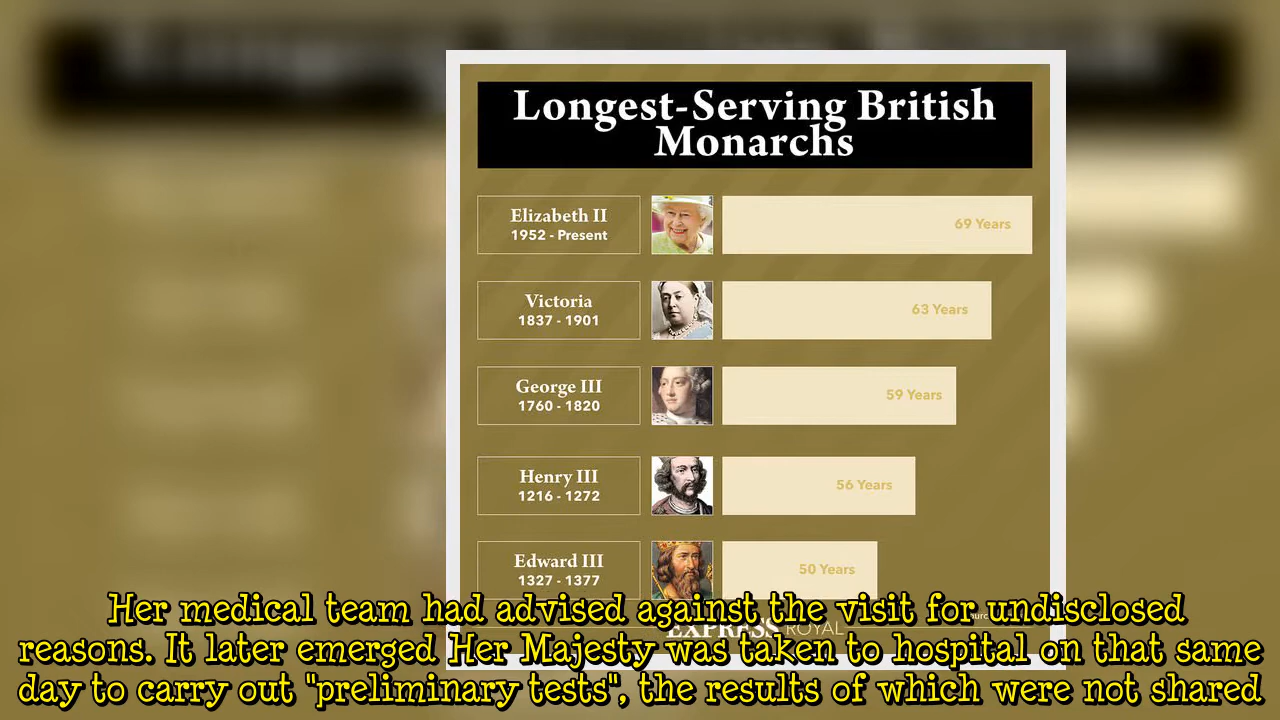 Longest-Serving British
Monarchs
Elizabeth II
1952 - Present
69 Years
Victoria
1837 - 1901
63 Years
George III
1760 - 1820
59 Years
Henry III
1216 - 1272
56 Years
Edward III
1327 - 1377
50 Years
EXPRESS ROYAL
Her medical team had advised against the visit for undisclosed
reasons. It later emerged Her Majesty was taken to hospital on that same
day to carry out "preliminary tests", the results of which were not shared